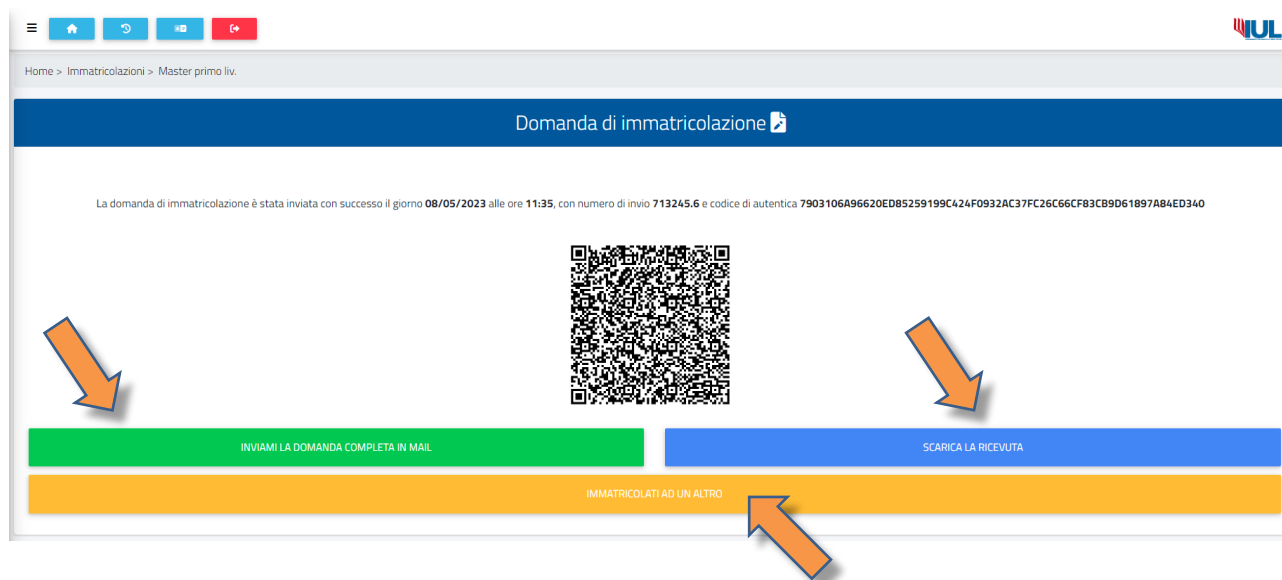 IUL
Home > Immatricolazioni > Master primo liv.
Domanda di immatricolazione
La domanda di immatricolazione è stata inviata con successo il giorno 08/05/2023 alle ore 11:35, con numero di invio 713245.6 e codice di autentica 7903106A96620ED85259199C424F0932AC37FC26C66CF83CB9D61897A84ED340
INVIAMI LA DOMANDA COMPLETA IN MAIL
SCARICA LA RICEVUTA
IMMATRICOLATI AD UN ALTRO